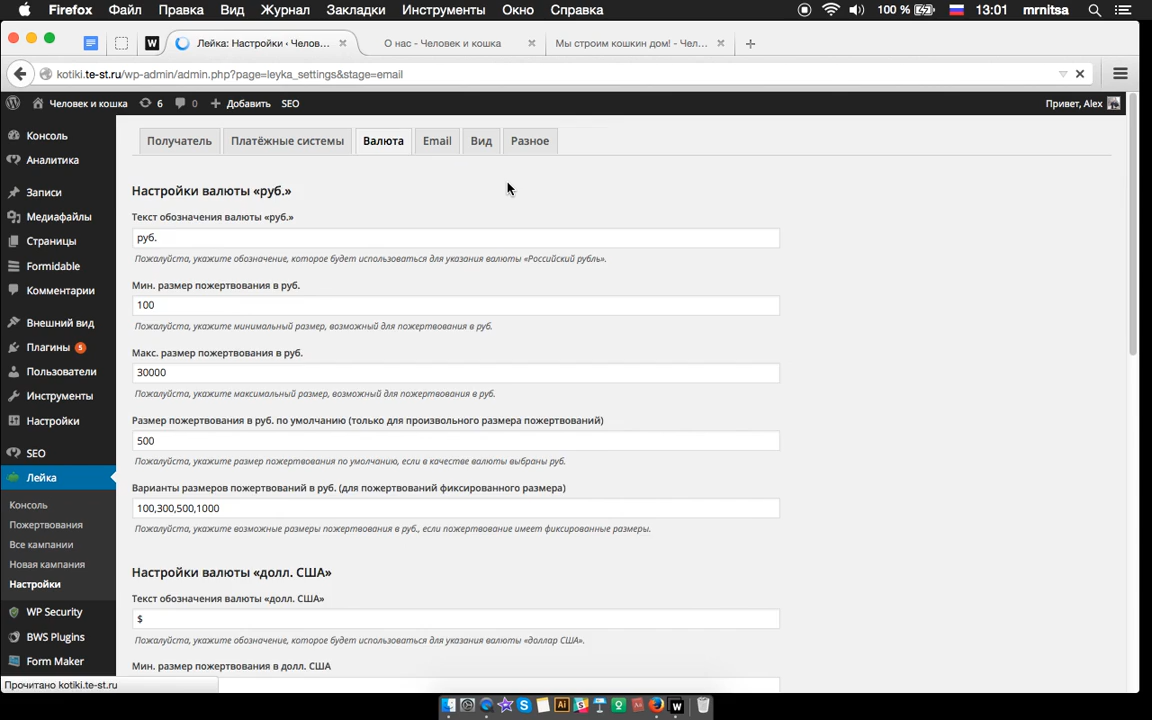 Firefox Файл Правка Вид Журнал Закладки Инструменты Окно Справка 100 % 13:01 mrnitsa
W Лейка: Настройки ‹ Челов... × О нас - Человек и кошка × Мы строим кошкин дом! - Чел... × +
kotiki.te-st.ru/wp-admin/admin.php?page=leyka_settings&stage=email
Человек и кошка 6 0 + Добавить SEO Привет, Alex
Консоль
Аналитика
Записи
Медиафайлы
Страницы
Formidable
Комментарии
Внешний вид
Плагины 5
Пользователи
Инструменты
Настройки
SEO
Лейка
Консоль
Пожертвования
Все кампании
Новая кампания
Настройки
WP Security
BWS Plugins
Form Maker
Получатель Платёжные системы Валюта Email Вид Разное
Настройки валюты «руб.»
Текст обозначения валюты «руб.»
руб.
Пожалуйста, укажите обозначение, которое будет использоваться для указания валюты «Российский рубль».
Мин. размер пожертвования в руб.
100
Пожалуйста, укажите минимальный размер, возможный для пожертвования в руб.
Макс. размер пожертвования в руб.
30000
Пожалуйста, укажите максимальный размер, возможный для пожертвования в руб.
Размер пожертвования в руб. по умолчанию (только для произвольного размера пожертвований)
500
Пожалуйста, укажите размер пожертвования по умолчанию, если в качестве валюты выбраны руб.
Варианты размеров пожертвований в руб. (для пожертвований фиксированного размера)
100,300,500,1000
Пожалуйста, укажите возможные размеры пожертвования в руб., если пожертвование имеет фиксированные размеры.
Настройки валюты «долл. США»
Текст обозначения валюты «долл. США»
$
Пожалуйста, укажите обозначение, которое будет использоваться для указания валюты «доллар США».
Мин. размер пожертвования в долл. США
Прочитано kotiki.te-st.ru
Ai
W